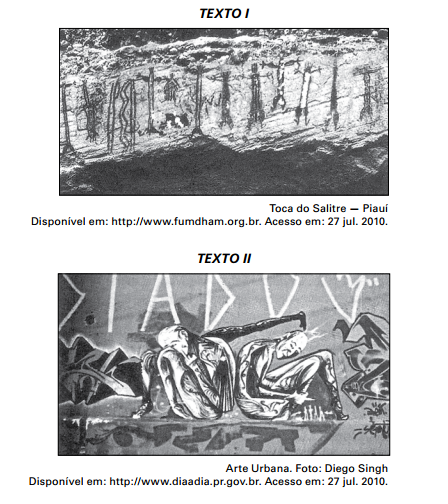 TEXTO I
Toca do Salitre — Piauí
Disponível em: http://www.fumdham.org.br. Acesso em: 27 jul. 2010.
TEXTO II
Arte Urbana. Foto: Diego Singh
Disponível em: http://www.diaadia.pr.gov.br. Acesso em: 27 jul. 2010.